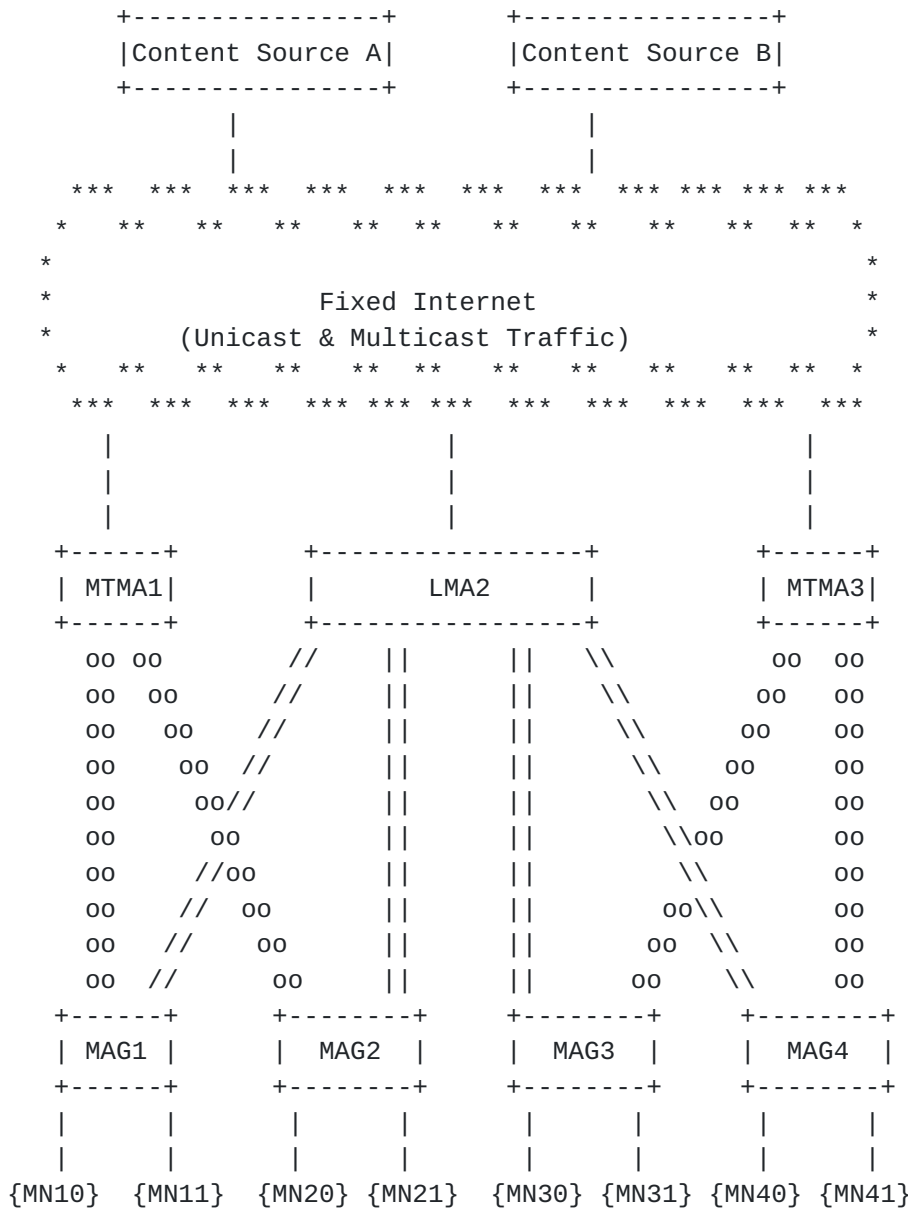 Content Source A Content Source B
Fixed Internet
(Unicast & Multicast Traffic)
MTMA1 LMA2 MTMA3
MAG1 MAG2 MAG3 MAG4
{MN10} {MN11} {MN20} {MN21} {MN30} {MN31} {MN40} {MN41}